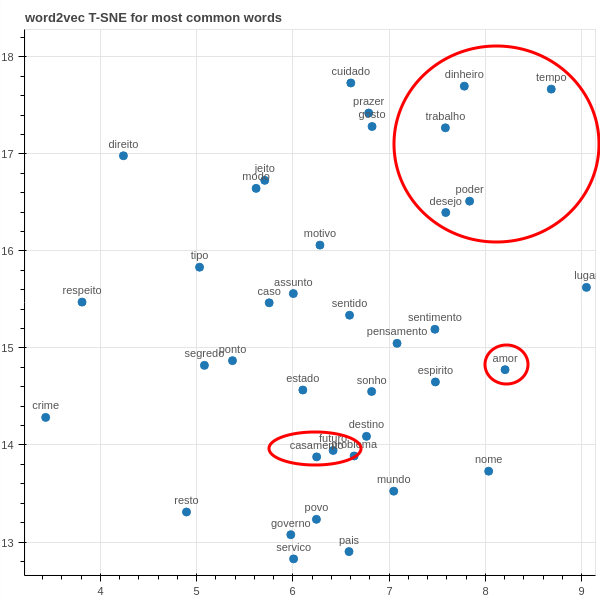 word2vec T-SNE for most common words
18
cuidado
dinheiro
tempo
prazer
gosto
trabalho
17
direito
jeito
modo
poder
desejo
motivo
16
tipo
assunto
lugar
respeito
caso
sentido
sentimento
pensamento
15
segredo
ponto
amor
estado
sonho
espirito
crime
destino
14
futuro
casamento
problema
nome
mundo
resto
povo
governo
13
servico
pais
4 5 6 7 8 9